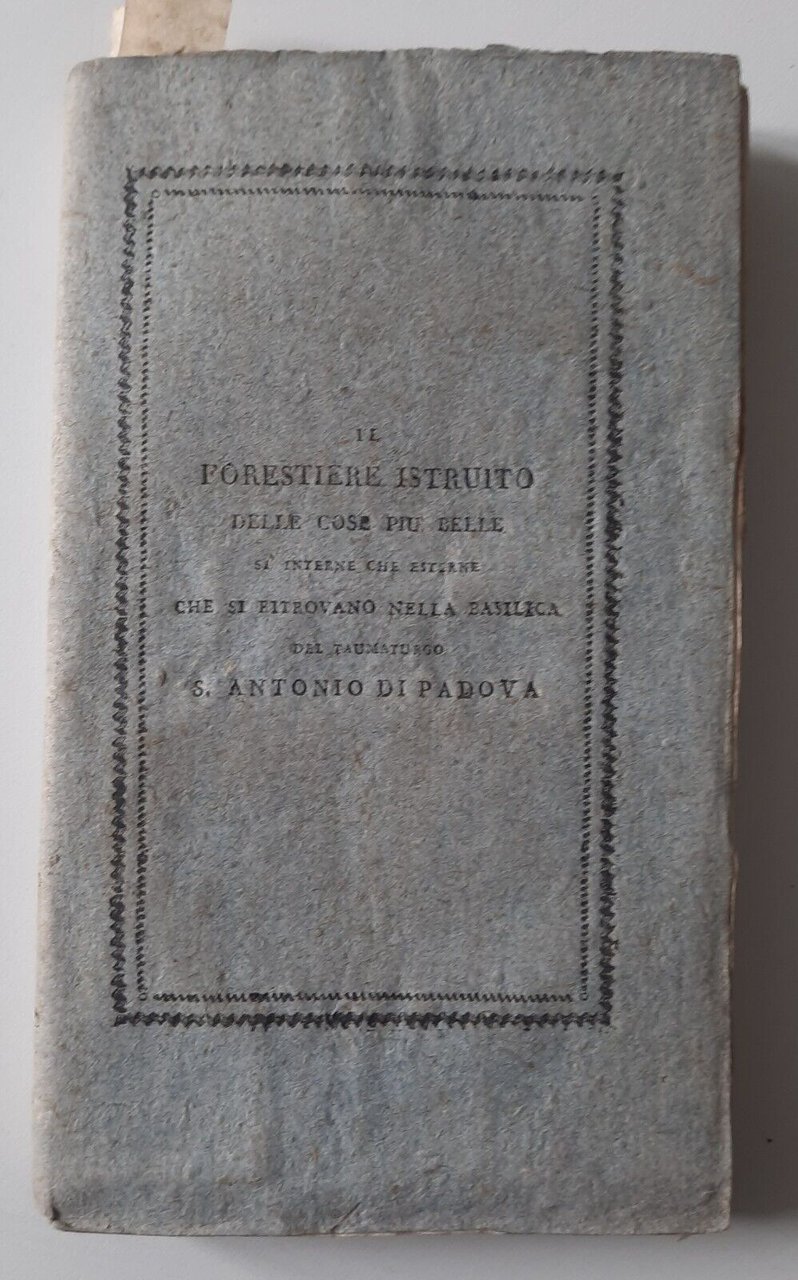 IL
FORESTIERE ISTRUITO
DELLE COSE PIU BELLE
SI INTERNE CHE ESTERNE
CHE SI RITROVANO NELLA BASILICA
DEL TAUMATURGO
S. ANTONIO DI PADOVA